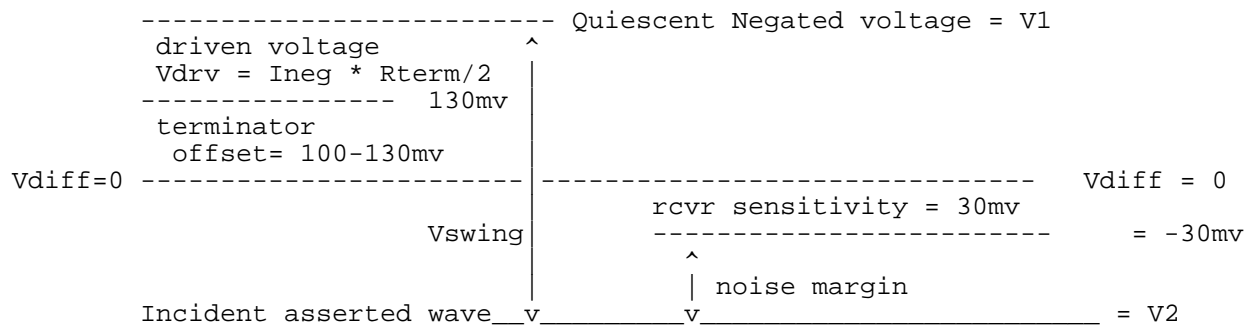 --------------------------- Quiescent Negated voltage = V1
driven voltage ^
Vdrv = Ineg * Rterm/2 |
---------------- 130mv |
terminator |
offset= 100-130mv |
Vdiff=0 ------------------------|------------------------------- Vdiff = 0
| rcvr sensitivity = 30mv
Vswing| ------------------------- = -30mv
| ^
| | noise margin
Incident asserted wave__v_________v_________________________ = V2